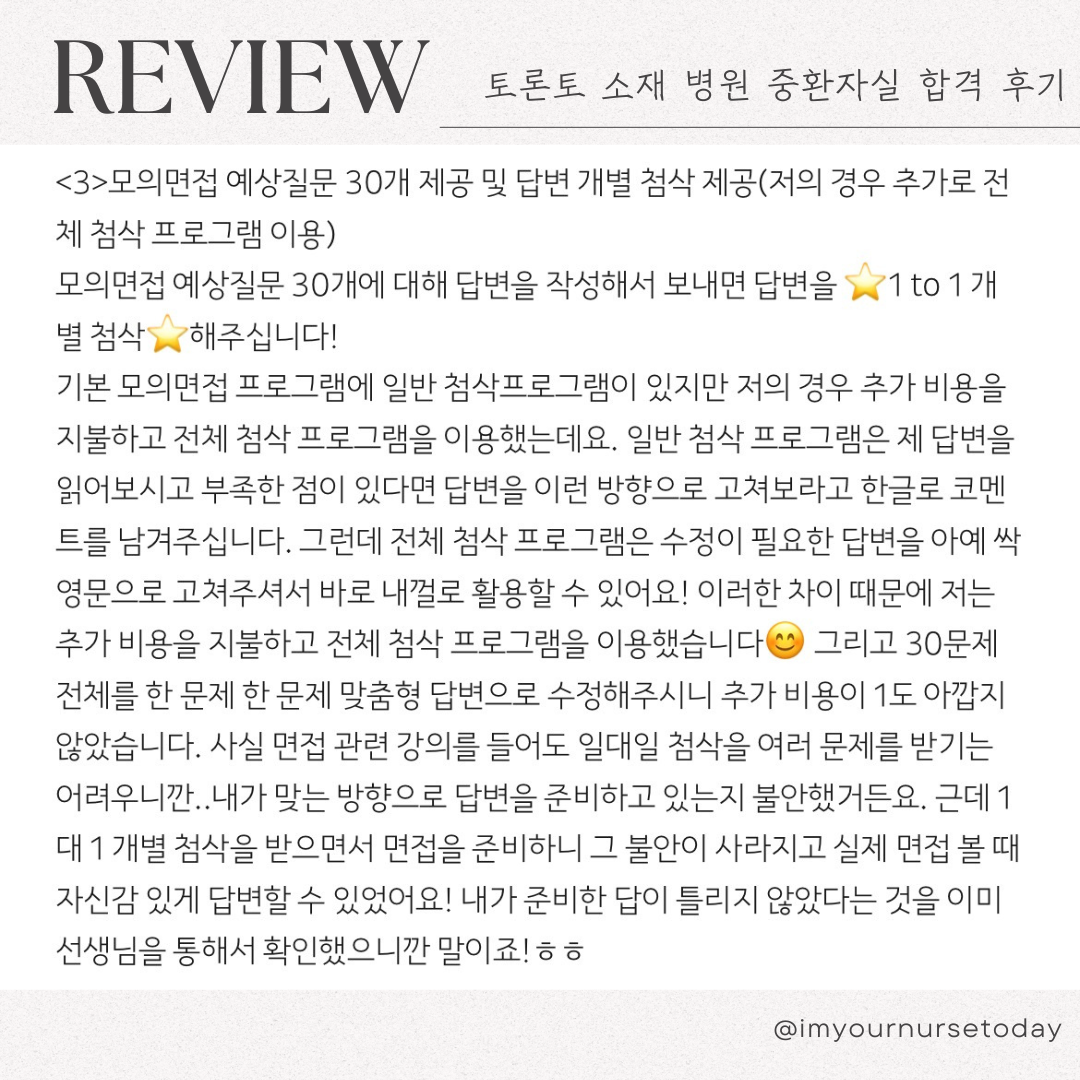 REVIEW
토론토 소재 병원 중환자실 합격 후기
<3>모의면접 예상질문 30개 제공 및 답변 개별 첨삭 제공(저의 경우 추가로 전
체 첨삭 프로그램 이용)
모의면접 예상질문 30개에 대해 답변을 작성해서 보내면 답변을 ⭐1 to 1 개
별 첨삭⭐해주십니다!
기본 모의면접 프로그램에 일반 첨삭프로그램이 있지만 저의 경우 추가 비용을
지불하고 전체 첨삭 프로그램을 이용했는데요. 일반 첨삭 프로그램은 제 답변을
읽어보시고 부족한 점이 있다면 답변을 이런 방향으로 고쳐보라고 한글로 코멘
트를 남겨주십니다. 그런데 전체 첨삭 프로그램은 수정이 필요한 답변을 아예 싹
영문으로 고쳐주셔서 바로 내껄로 활용할 수 있어요! 이러한 차이 때문에 저는
추가 비용을 지불하고 전체 첨삭 프로그램을 이용했습니다😊 그리고 30문제
전체를 한 문제 한 문제 맞춤형 답변으로 수정해주시니 추가 비용이 1도 아깝지
않았습니다. 사실 면접 관련 강의를 들어도 일대일 첨삭을 여러 문제를 받기는
어려우니깐..내가 맞는 방향으로 답변을 준비하고 있는지 불안했거든요. 근데 1
대 1 개별 첨삭을 받으면서 면접을 준비하니 그 불안이 사라지고 실제 면접 볼 때
자신감 있게 답변할 수 있었어요! 내가 준비한 답이 틀리지 않았다는 것을 이미
선생님을 통해서 확인했으니깐 말이죠!ㅎㅎ
@imyournursetoday